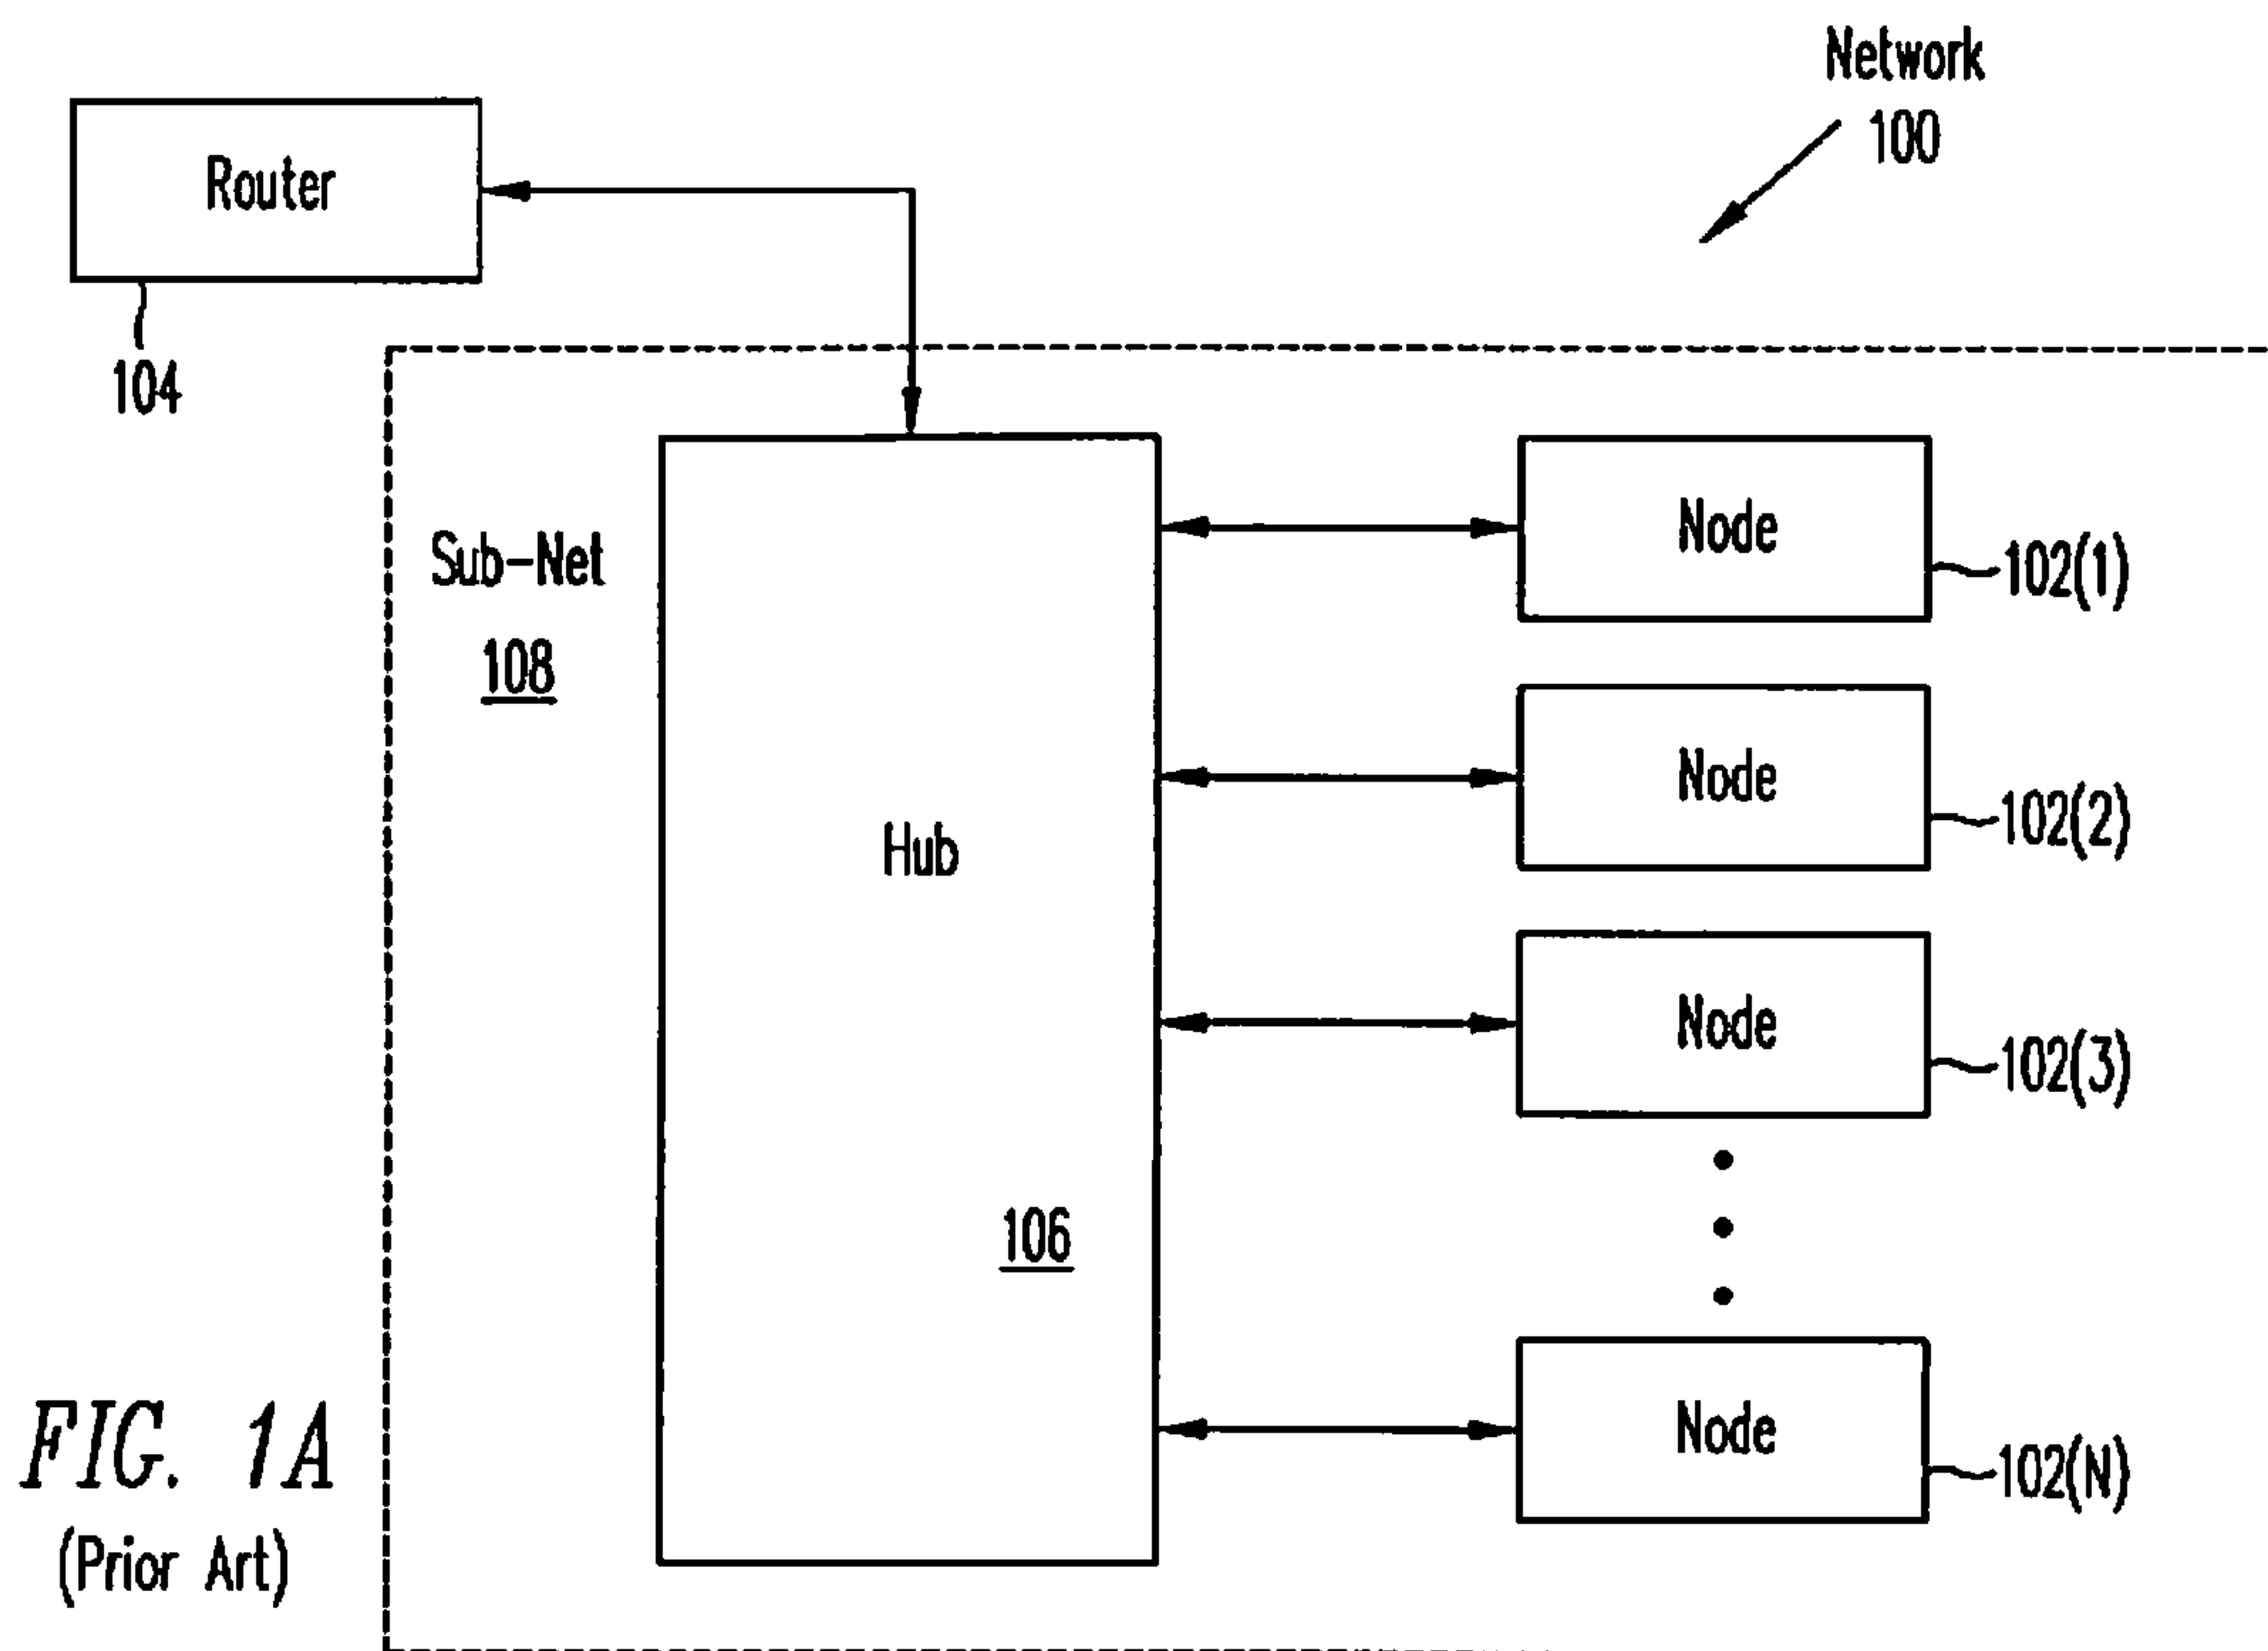 Network
100
Router
104
Sub-Net
108
Hub
106
Node
102(1)
Node
102(2)
Node
102(3)
Node
102(N)
FIG. 1A
(Prior Art)